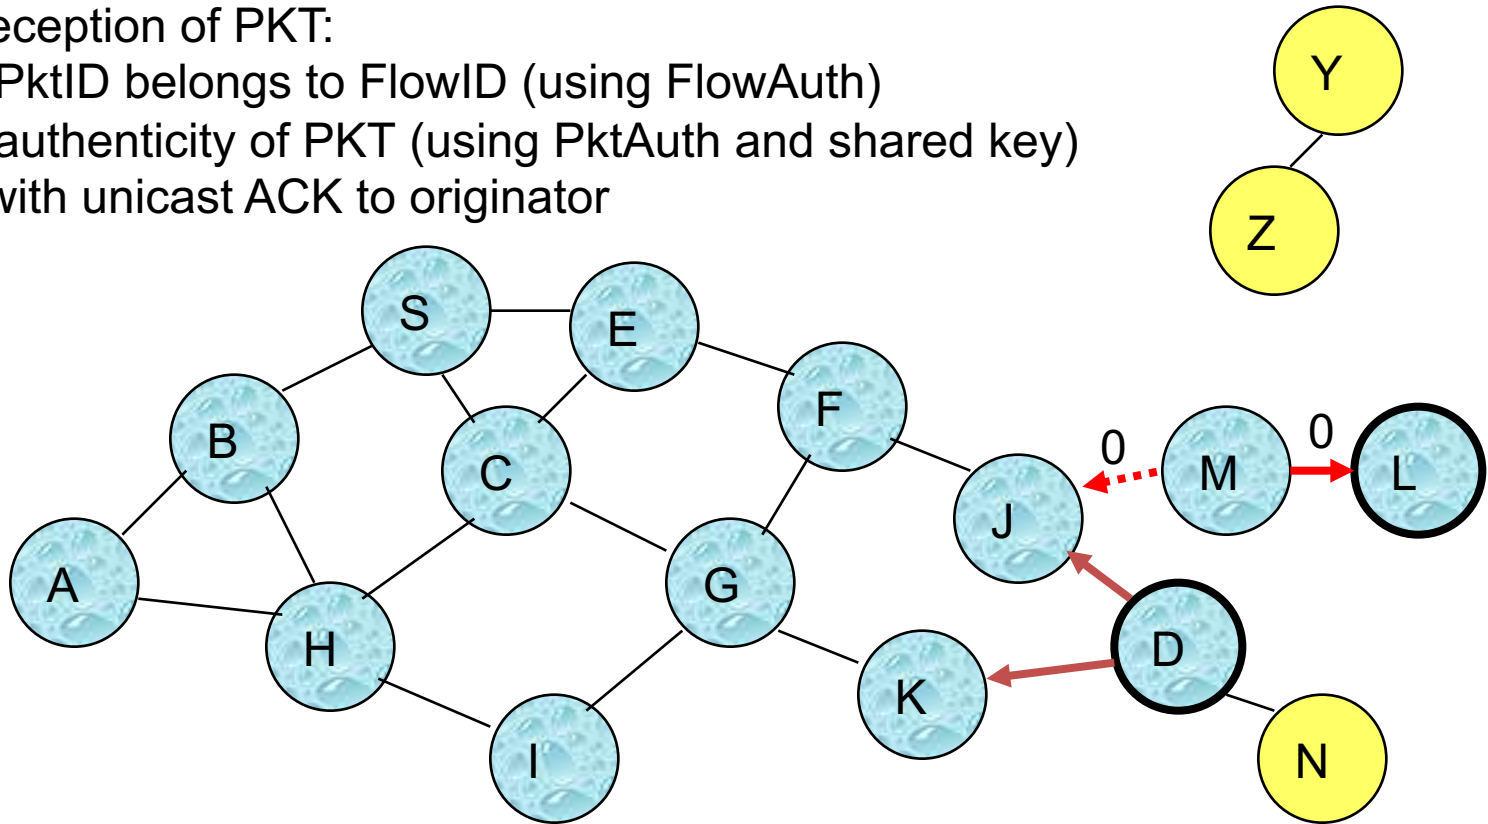 eception of PKT:
PktID belongs to FlowID (using FlowAuth)
authenticity of PKT (using PktAuth and shared key)
with unicast ACK to originator
Y
Z
S
E
F
B
C
0
M
0
L
J
A
G
H
D
K
I
N